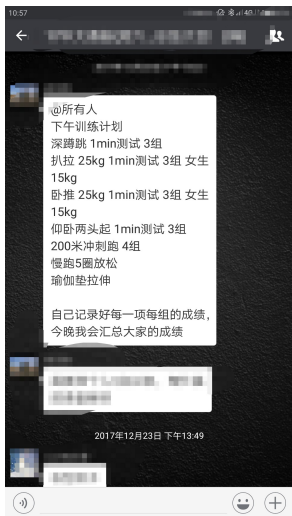 10:57
@所有人
下午训练计划
深蹲跳 1min测试 3组
扒拉 25kg 1min测试 3组 女生
15kg
卧推 25kg 1min测试 3组 女生
15kg
仰卧两头起 1min测试 3组
200米冲刺跑 4组
慢跑5圈放松
瑜伽垫拉伸
自己记录好每一项每组的成绩，
今晚我会汇总大家的成绩
2017年12月23日 下午13:49